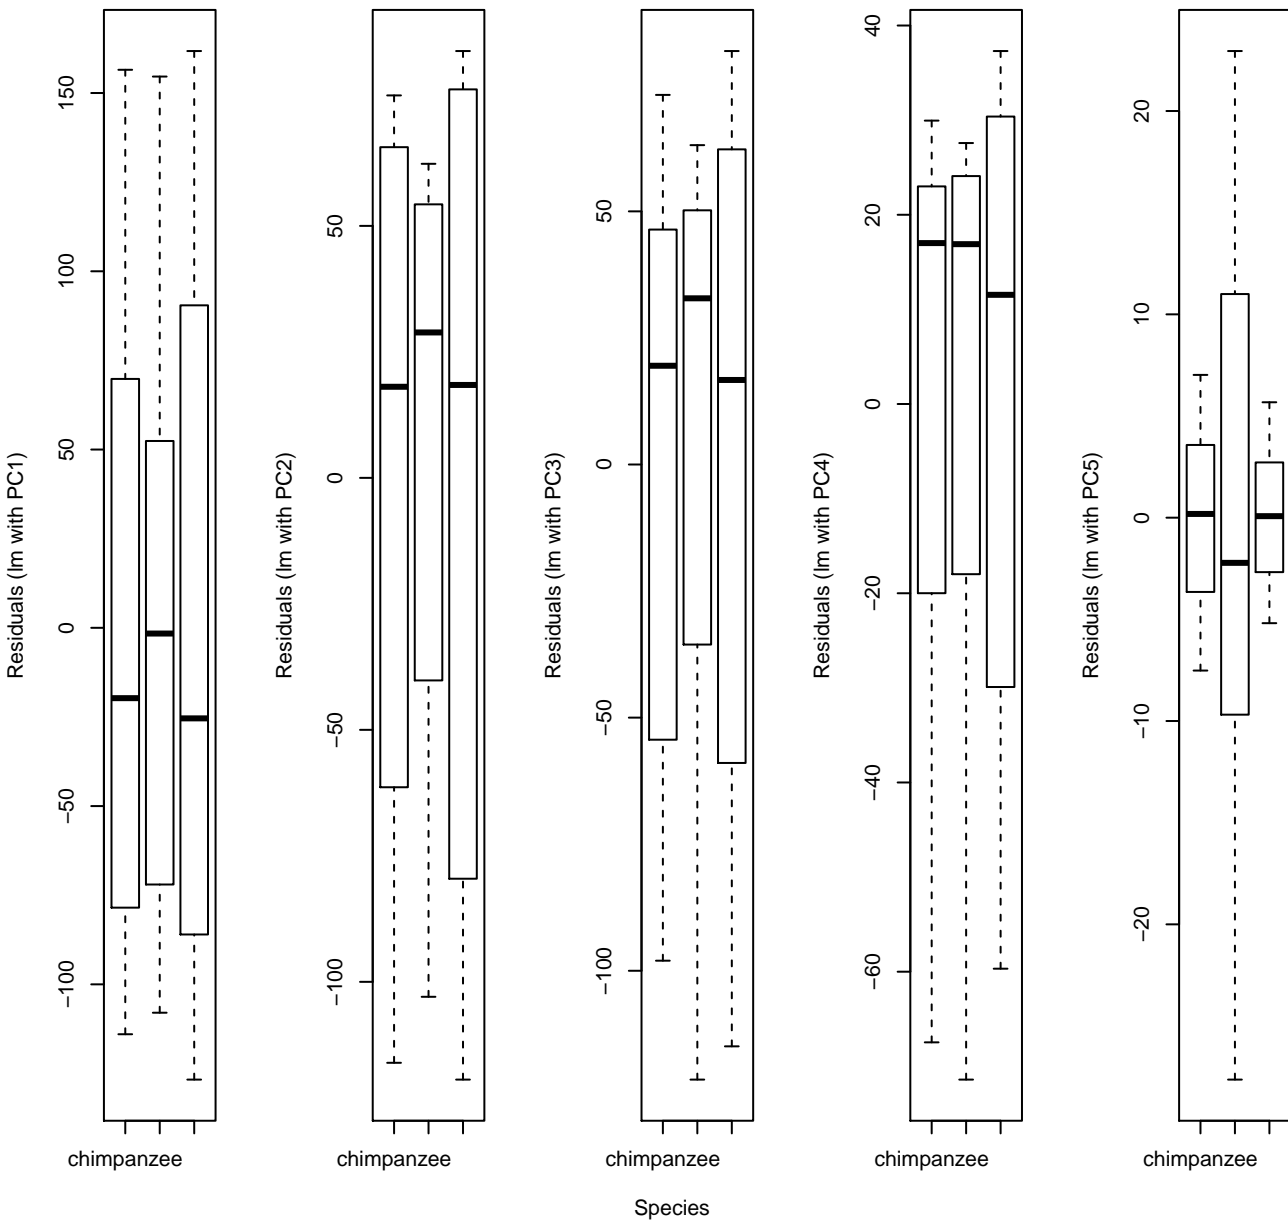 Residuals (lm with PC1)
−100
−50
0
50
100
150
chimpanzee
Residuals (lm with PC2)
−100
−50
0
50
chimpanzee
Residuals (lm with PC3)
−100
−50
0
50
chimpanzee
Residuals (lm with PC4)
−60
−40
−20
0
20
40
chimpanzee
Residuals (lm with PC5)
−20
−10
0
10
20
chimpanzee
Species